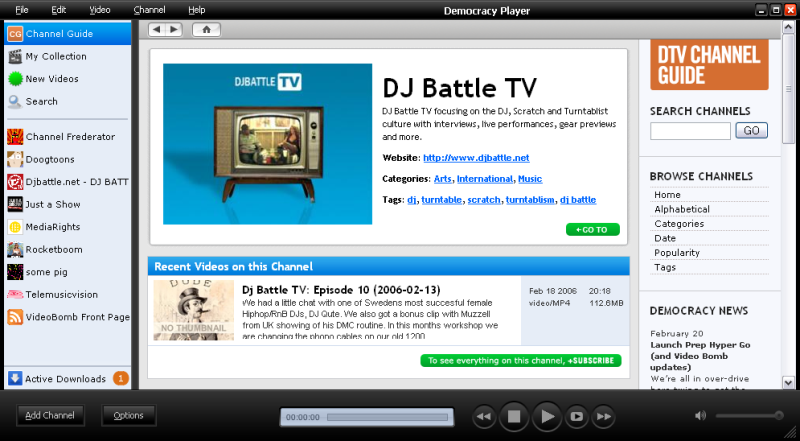 File Edit Video Channel Help
Democracy Player
CG Channel Guide
My Collection
New Videos
Search
Channel Frederator
Doogtoons
Djbattle.net - DJ BATT
Just a Show
MediaRights
Rocketboom
some pig
Telemusicvision
VideoBomb Front Page
Active Downloads 1
DJBATTLE TV
DJ Battle TV
DJ Battle TV focusing on the DJ, Scratch and Turntablist
culture with interviews, live performances, gear previews
and more.
Website: http://www.djbattle.net
Categories: Arts, International, Music
Tags: dj, turntable, scratch, turntablism, dj battle
+GO TO
Recent Videos on this Channel
DUDE
NO THUMBNAIL
Dj Battle TV: Episode 10 (2006-02-13)
We had a little chat with one of Swedens most succesful female
Hiphop/RnB DJs, DJ Qute. We also got a bonus clip with Muzzell
from UK showing of his DMC routine. In this months workshop we
are changing the phono cables on our old 1200
Feb 18 2006 20:18
video/MP4 112.8MB
To see everything on this channel, +SUBSCRIBE
DTV CHANNEL
GUIDE
SEARCH CHANNELS
GO
BROWSE CHANNELS
Home
Alphabetical
Categories
Date
Popularity
Tags
DEMOCRACY NEWS
February 20
Launch Prep Hyper Go
(and Video Bomb
updates)
We're all in over-drive
here trying to get the
Add Channel
Options
00:00:00